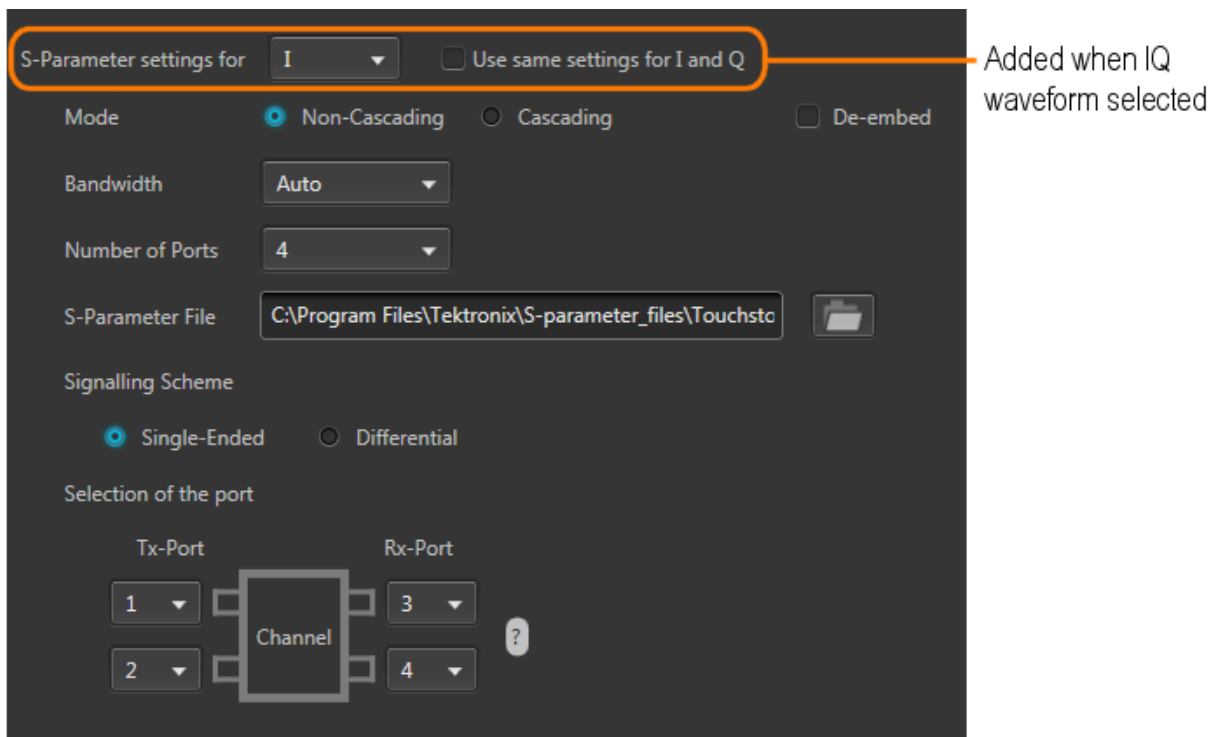 S-Parameter settings for I Use same settings for I and Q
Added when IQ
waveform selected
Mode Non-Cascading Cascading De-embed
Bandwidth Auto
Number of Ports 4
S-Parameter File C:\Program Files\Tektronix\S-parameter_files\Touchsto
Signalling Scheme
Single-Ended Differential
Selection of the port
Tx-Port Rx-Port
1 3
Channel ?
2 4